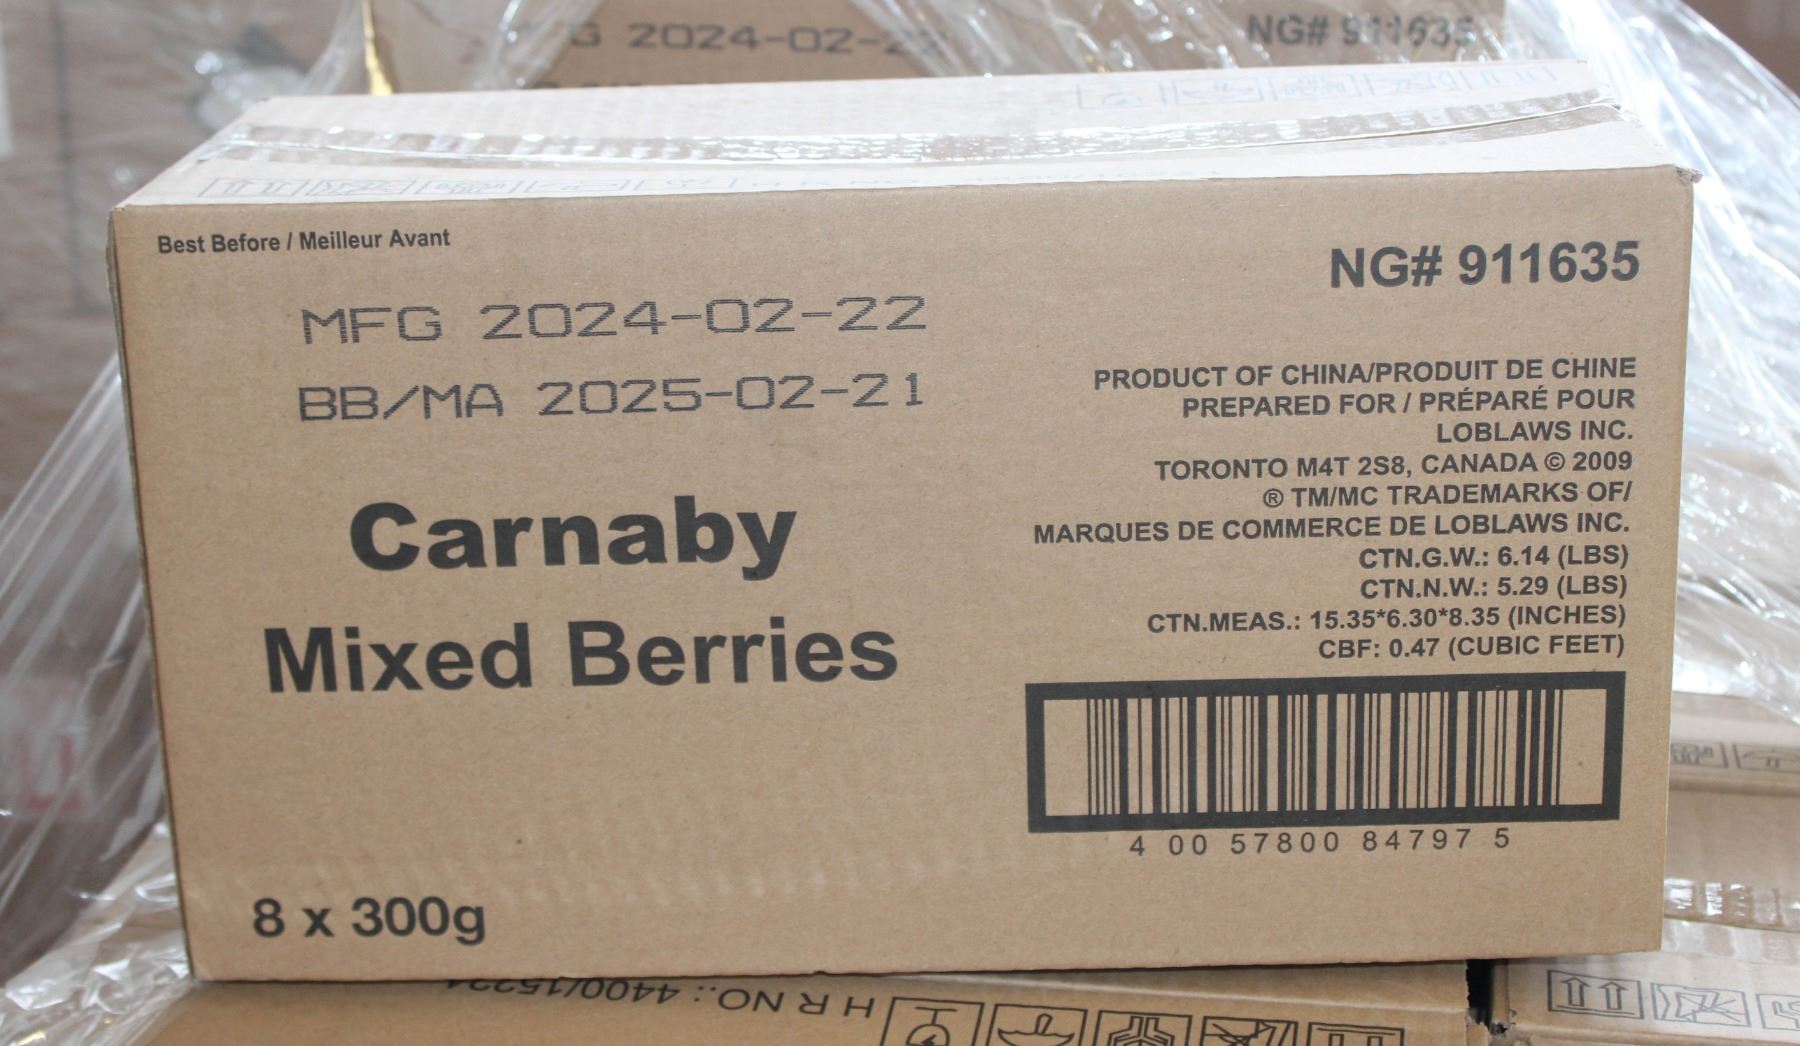 G 2024-02-22
NG# 911635
Best Before / Meilleur Avant
NG# 911635
MFG 2024-02-22
BB/MA 2025-02-21
PRODUCT OF CHINA/PRODUIT DE CHINE
PREPARED FOR / PRÉPARÉ POUR
LOBLAWS INC.
TORONTO M4T 2S8, CANADA © 2009
® TM/MC TRADEMARKS OF/
MARQUES DE COMMERCE DE LOBLAWS INC.
CTN.G.W.: 6.14 (LBS)
CTN.N.W.: 5.29 (LBS)
CTN.MEAS.: 15.35*6.30*8.35 (INCHES)
CBF: 0.47 (CUBIC FEET)
Carnaby
Mixed Berries
4 00 57800 84797 5
8 x 300g
H R NO.: 4400/15221